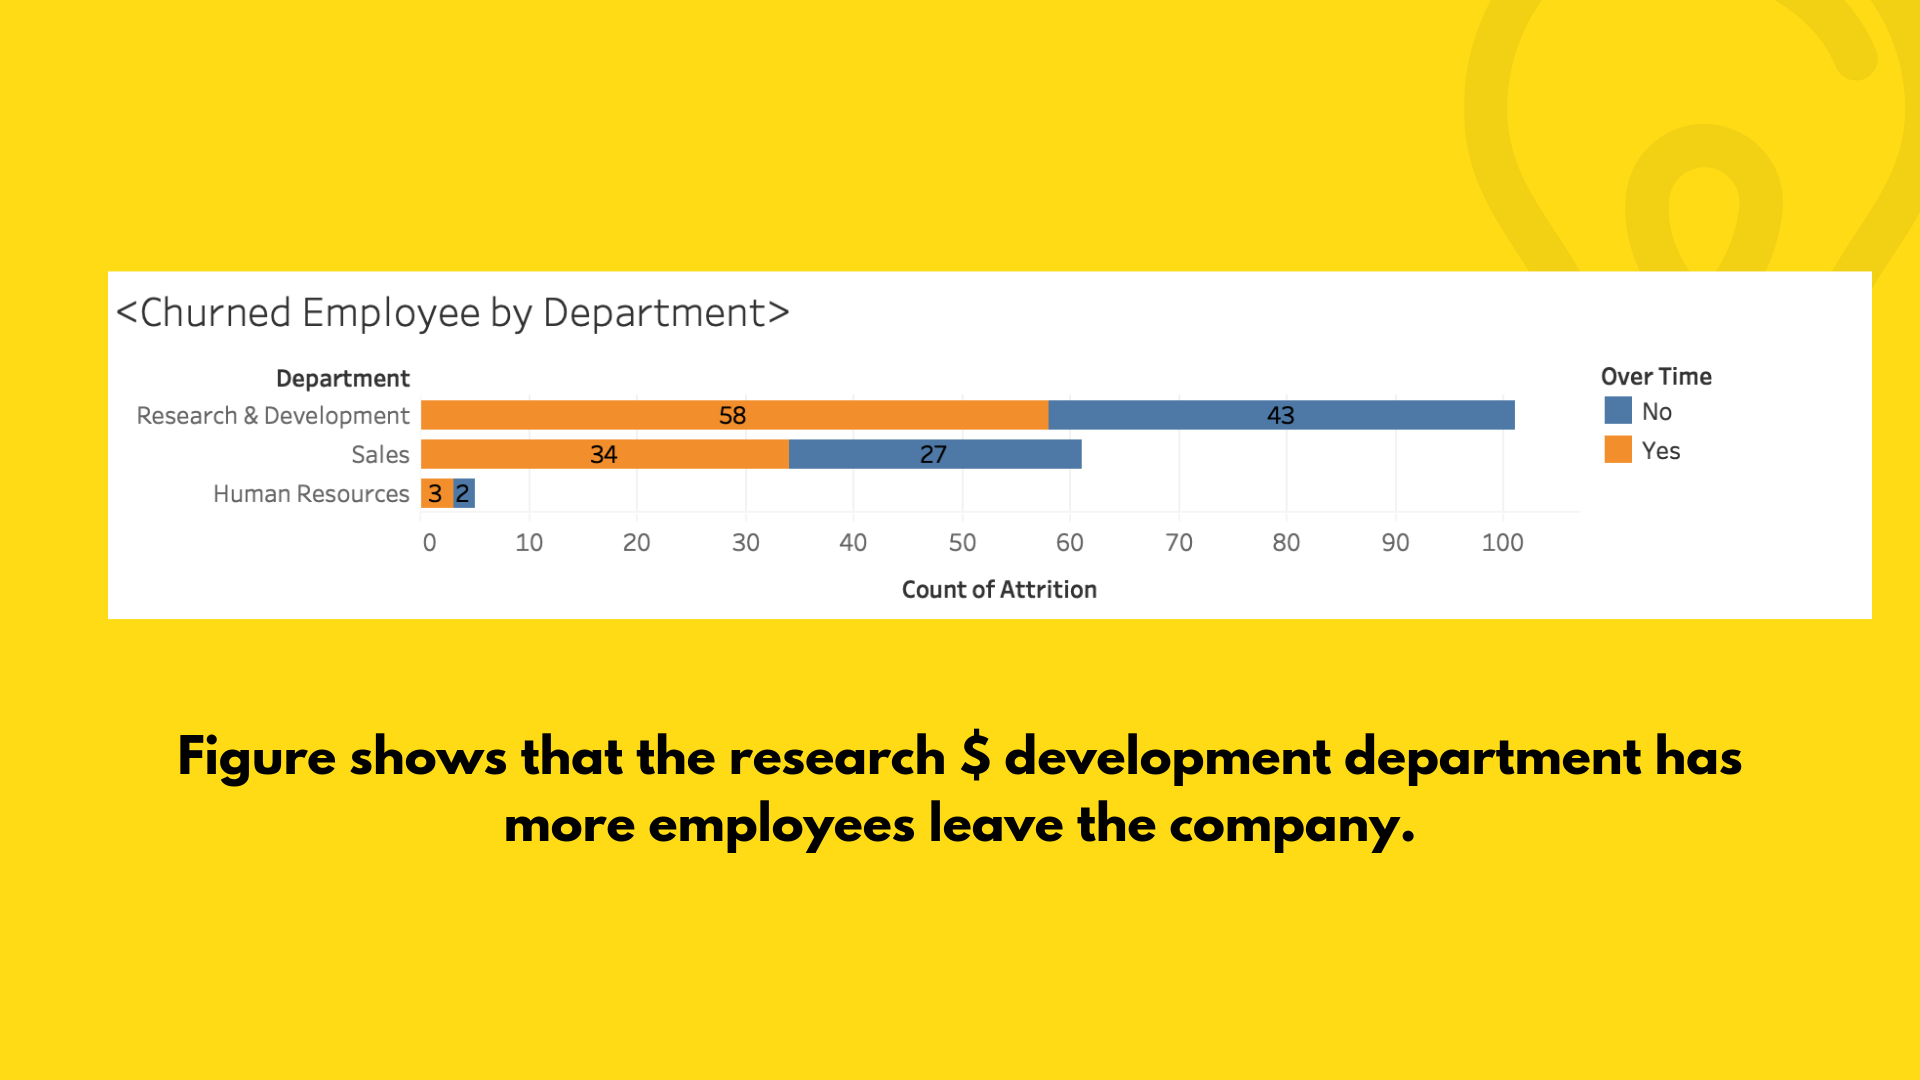 <Churned Employee by Department>
Department
Research & Development 58 43
Sales 34 27
Human Resources 3 2
0 10 20 30 40 50 60 70 80 90 100
Count of Attrition
Over Time
No
Yes
Figure shows that the research $ development department has
more employees leave the company.